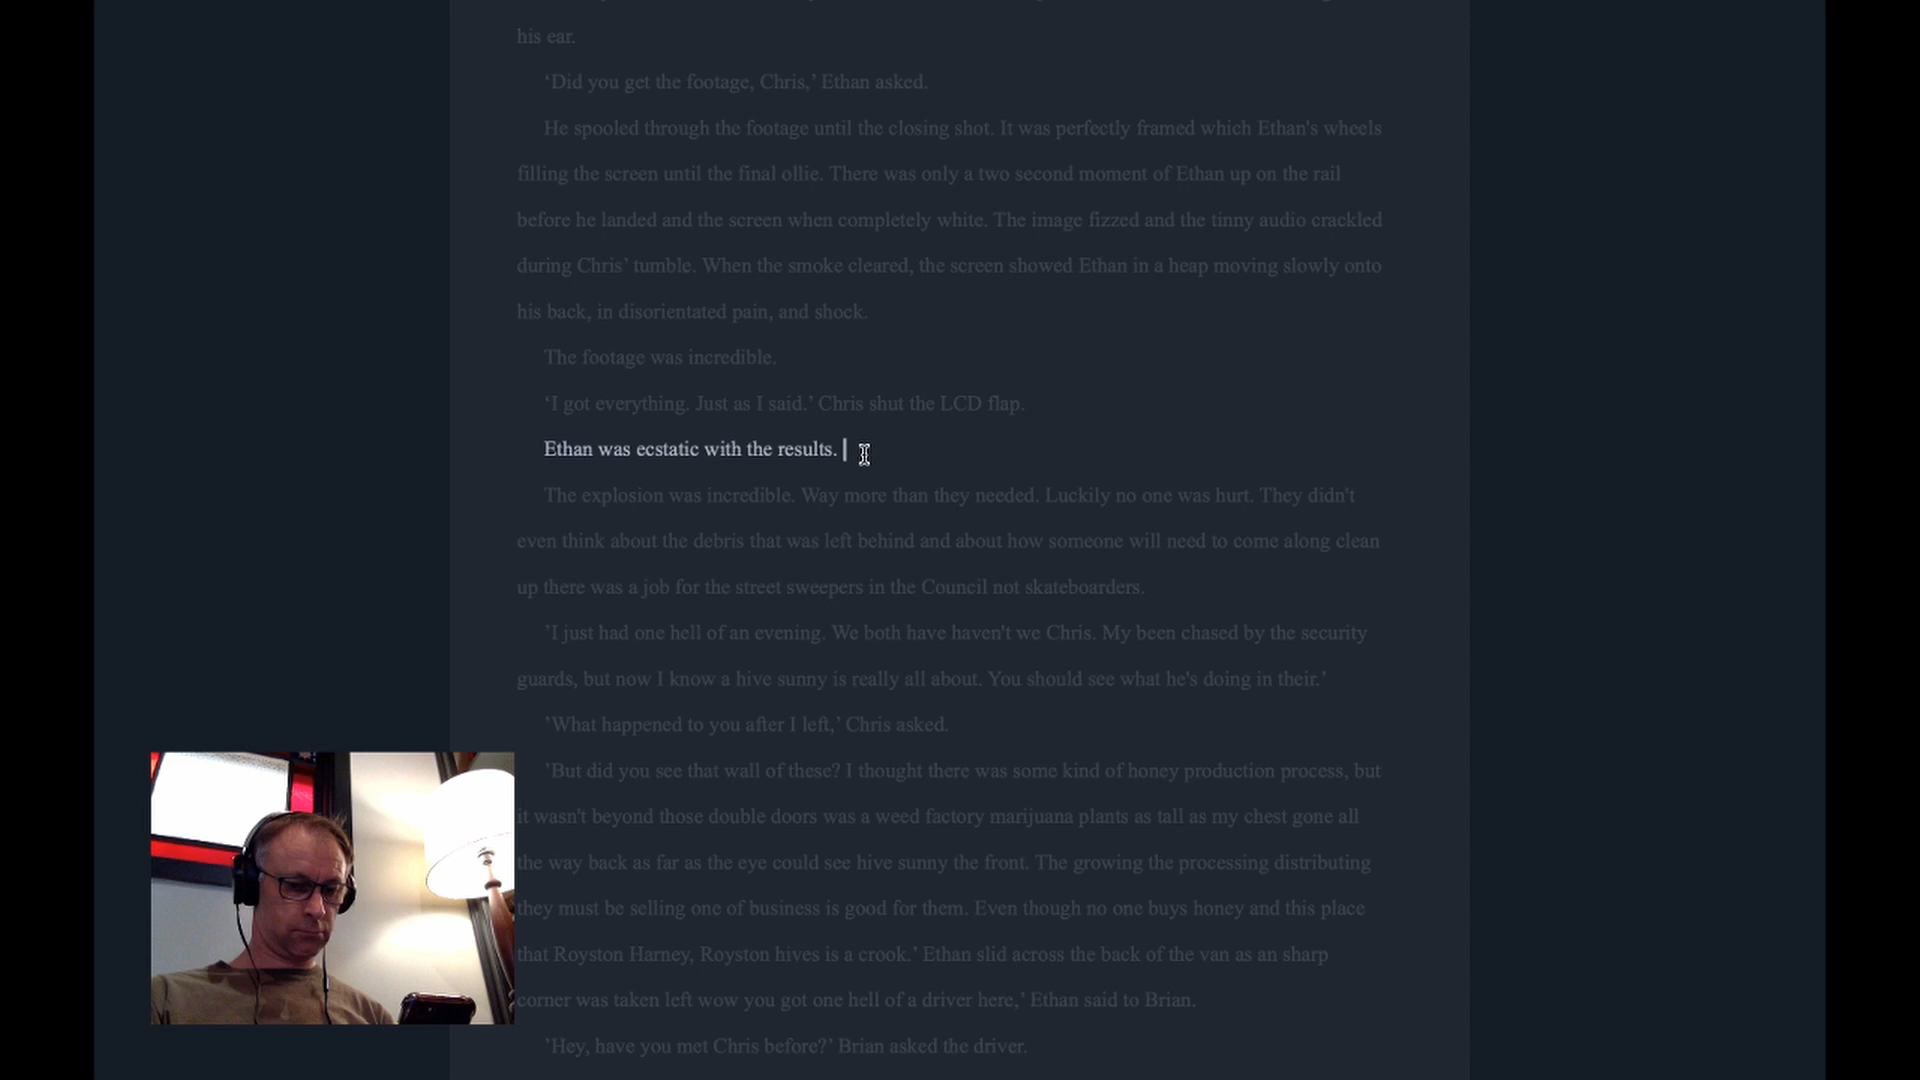 his ear.
‘Did you get the footage, Chris,’ Ethan asked.
He spooled through the footage until the closing shot. It was perfectly framed which Ethan's wheels
filling the screen until the final ollie. There was only a two second moment of Ethan up on the rail
before he landed and the screen when completely white. The image fizzed and the tinny audio crackled
during Chris’ tumble. When the smoke cleared, the screen showed Ethan in a heap moving slowly onto
his back, in disorientated pain, and shock.
The footage was incredible.
‘I got everything. Just as I said.’ Chris shut the LCD flap.
Ethan was ecstatic with the results.
The explosion was incredible. Way more than they needed. Luckily no one was hurt. They didn't
even think about the debris that was left behind and about how someone will need to come along clean
up there was a job for the street sweepers in the Council not skateboarders.
’I just had one hell of an evening. We both have haven't we Chris. My been chased by the security
guards, but now I know a hive sunny is really all about. You should see what he's doing in their.’
’What happened to you after I left,’ Chris asked.
’But did you see that wall of these? I thought there was some kind of honey production process, but
it wasn't beyond those double doors was a weed factory marijuana plants as tall as my chest gone all
the way back as far as the eye could see hive sunny the front. The growing the processing distributing
they must be selling one of business is good for them. Even though no one buys honey and this place
that Royston Harney, Royston hives is a crook.’ Ethan slid across the back of the van as an sharp
corner was taken left wow you got one hell of a driver here,’ Ethan said to Brian.
’Hey, have you met Chris before?’ Brian asked the driver.